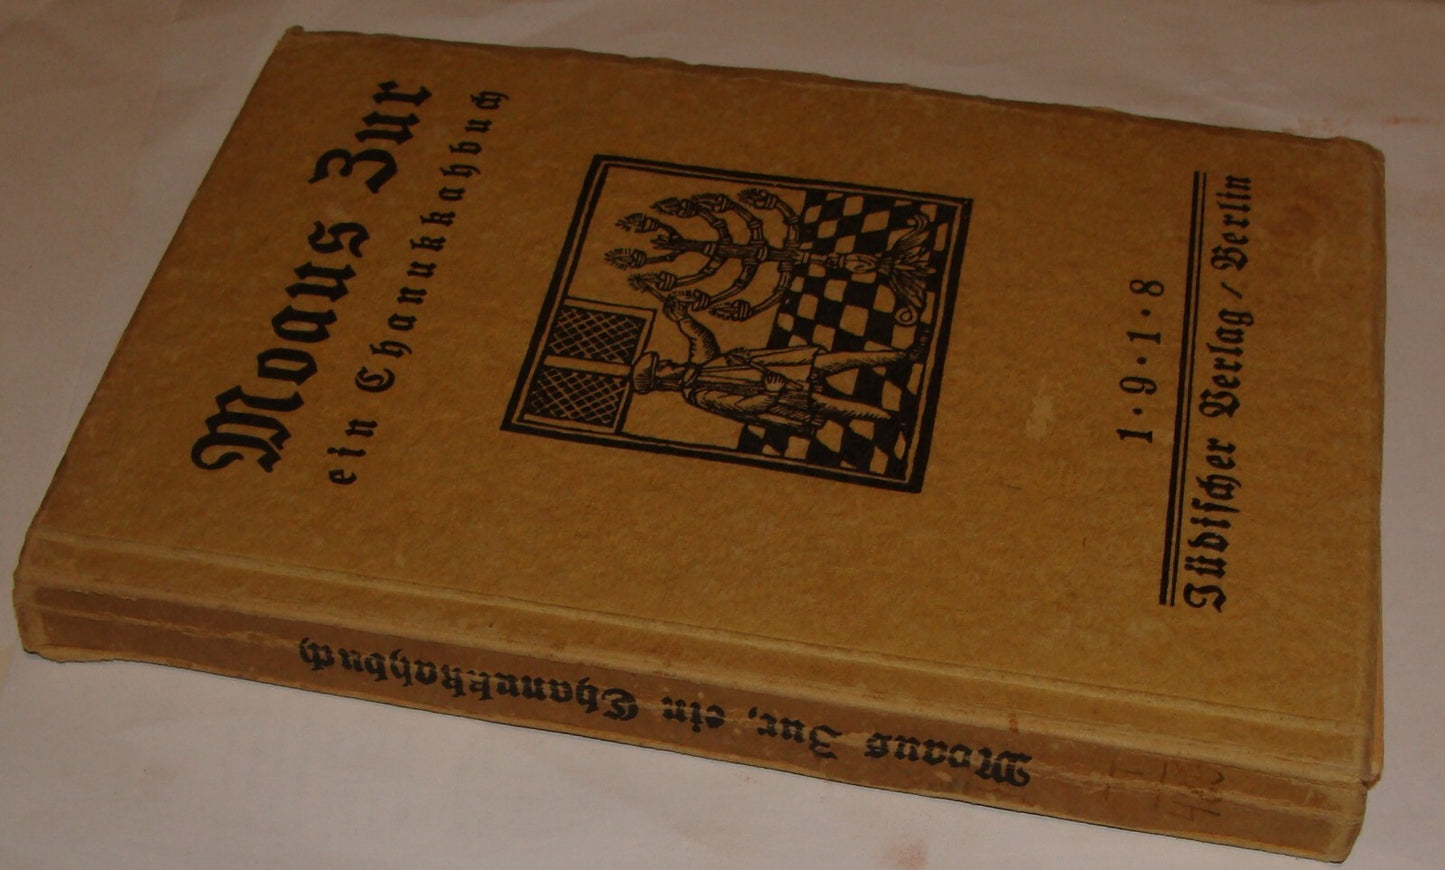 Moaus Zur
ein Chanukkahbuch
1·9·1·8
Jüdischer Verlag / Berlin
Moaus Zur, ein Chanukkahbuch